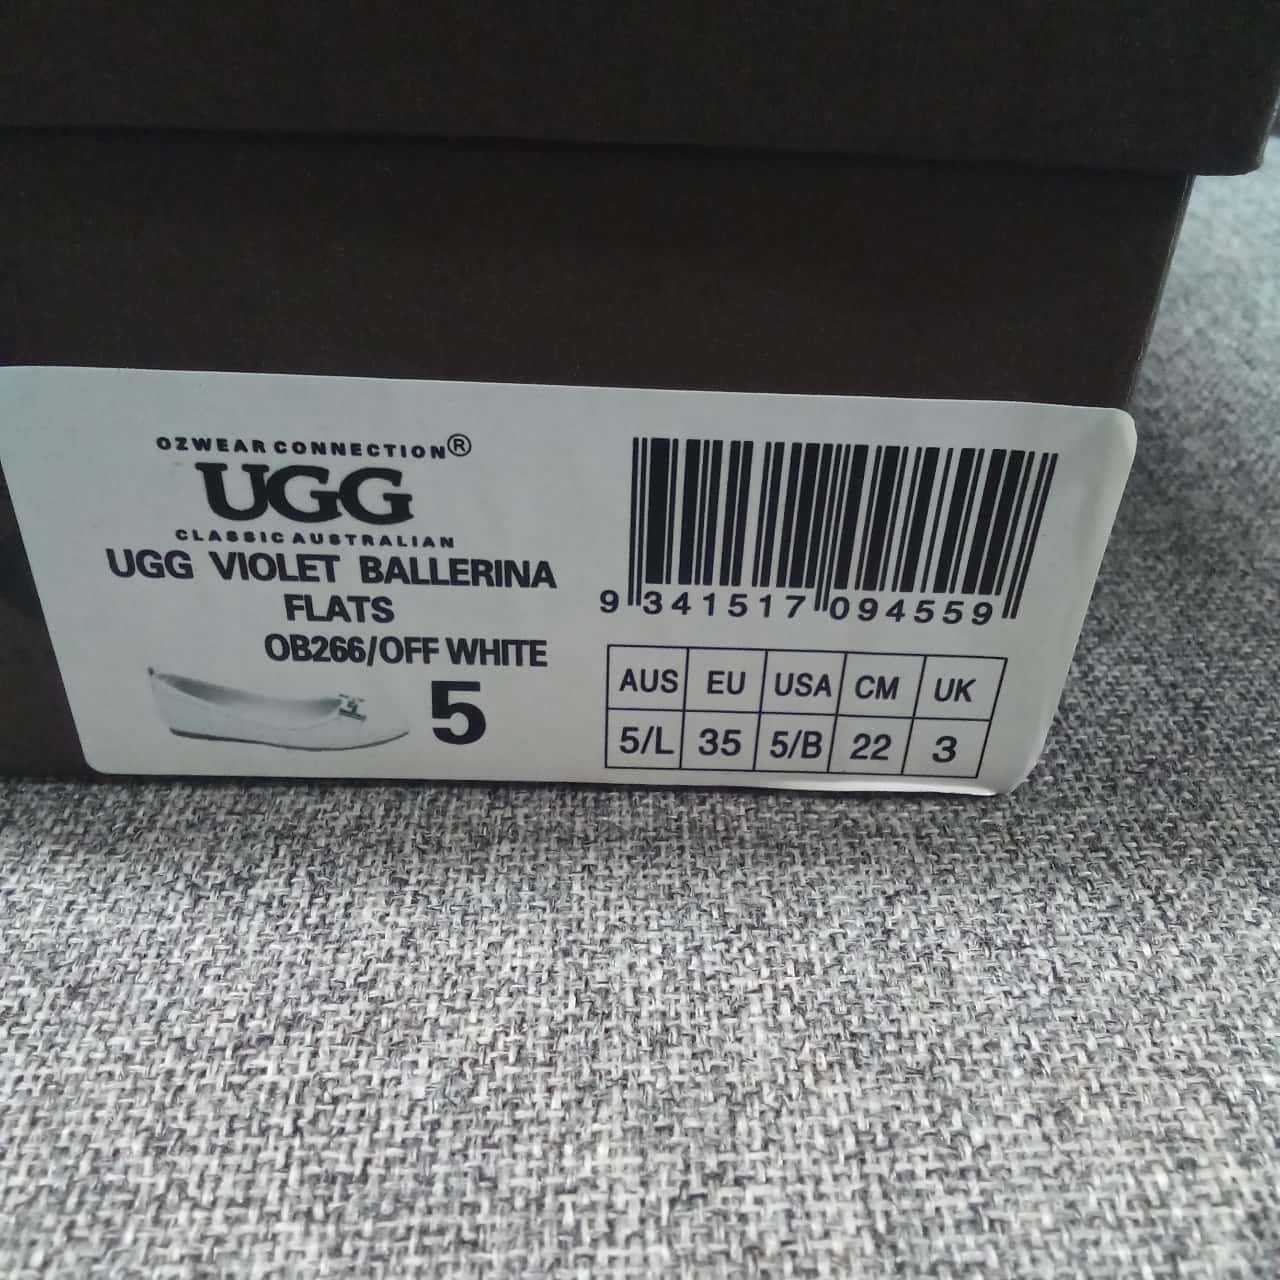 OZWEAR CONNECTION®
UGG
CLASSIC AUSTRALIAN
UGG VIOLET BALLERINA
FLATS
OB266/OFF WHITE
5
9 341517 094559
AUS EU USA CM UK
5/L 35 5/B 22 3